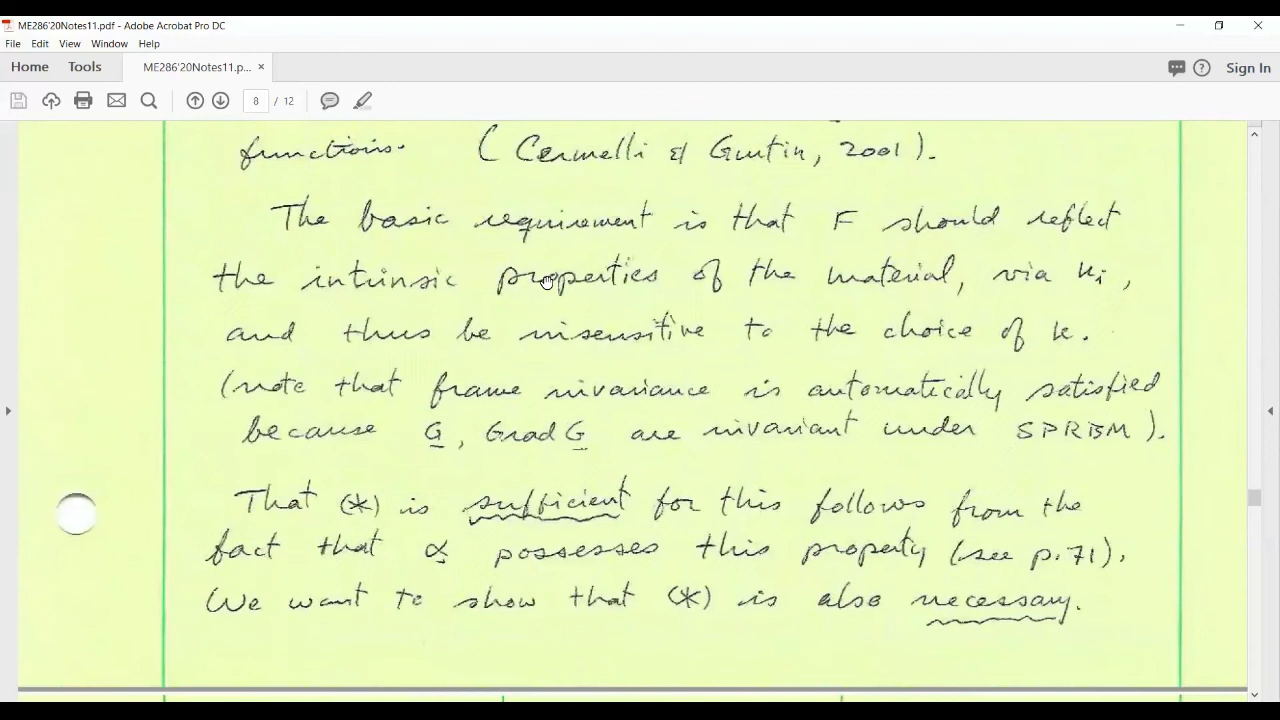 ME286'20Notes11.pdf - Adobe Acrobat Pro DC
File Edit View Window Help
Home Tools ME286'20Notes11.p... × Sign In
8 / 12
functions. (Cermelli & Gurtin, 2001).
The basic requirement is that F should reflect
the intrinsic properties of the material, via κi,
and thus be insensitive to the choice of κ.
(note that frame invariance is automatically satisfied
because G, Grad G are invariant under SPRBM).
That (*) is sufficient for this follows from the
fact that α possesses this property (see p.71).
We want to show that (*) is also necessary.